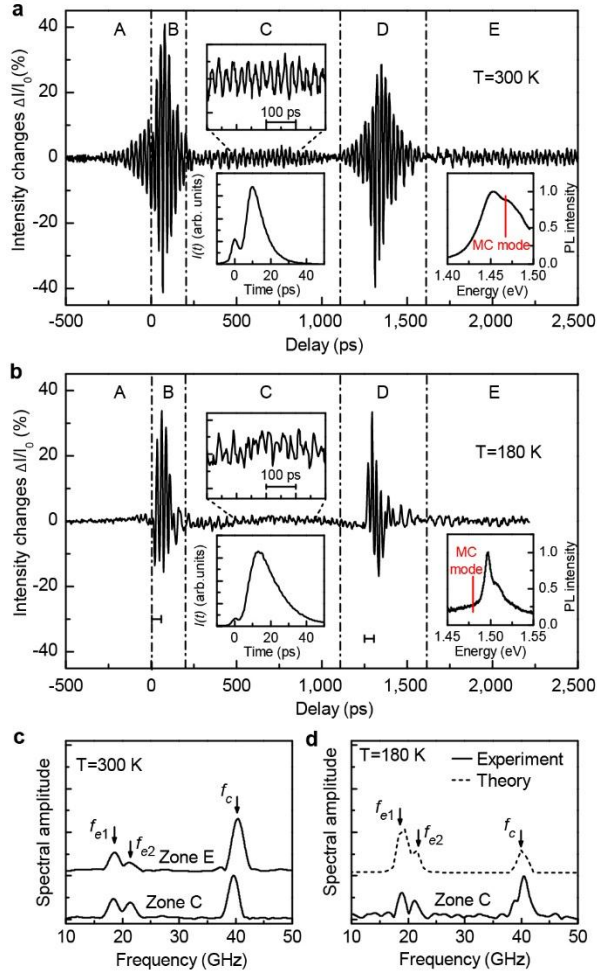 a
Intensity changes ΔI/I₀(%)
40
20
0
-20
-40
A
B
C
D
E
T=300 K
100 ps
I(t) (arb. units)
0 20 40
Time (ps)
1.0
0.5
0.0
PL intensity
MC mode
1.40 1.45 1.50
Energy (eV)
-500 0 500 1,000 1,500 2,000 2,500
Delay (ps)
b
Intensity changes ΔI/I₀ (%)
40
20
0
-20
-40
A
B
C
D
E
T=180 K
100 ps
I(t) (arb.units)
0 20 40
Time (ps)
MC
mode
1.0
0.5
0.0
PL intensity
1.45 1.50 1.55
Energy (eV)
-500 0 500 1,000 1,500 2,000 2,500
Delay (ps)
c
T=300 K
Spectral amplitude
fe1
fe2
fc
Zone E
Zone C
10 20 30 40 50
Frequency (GHz)
d
T=180 K
Experiment
Theory
Spectral amplitude
fe1
fe2
fc
Zone C
10 20 30 40 50
Frequency (GHz)